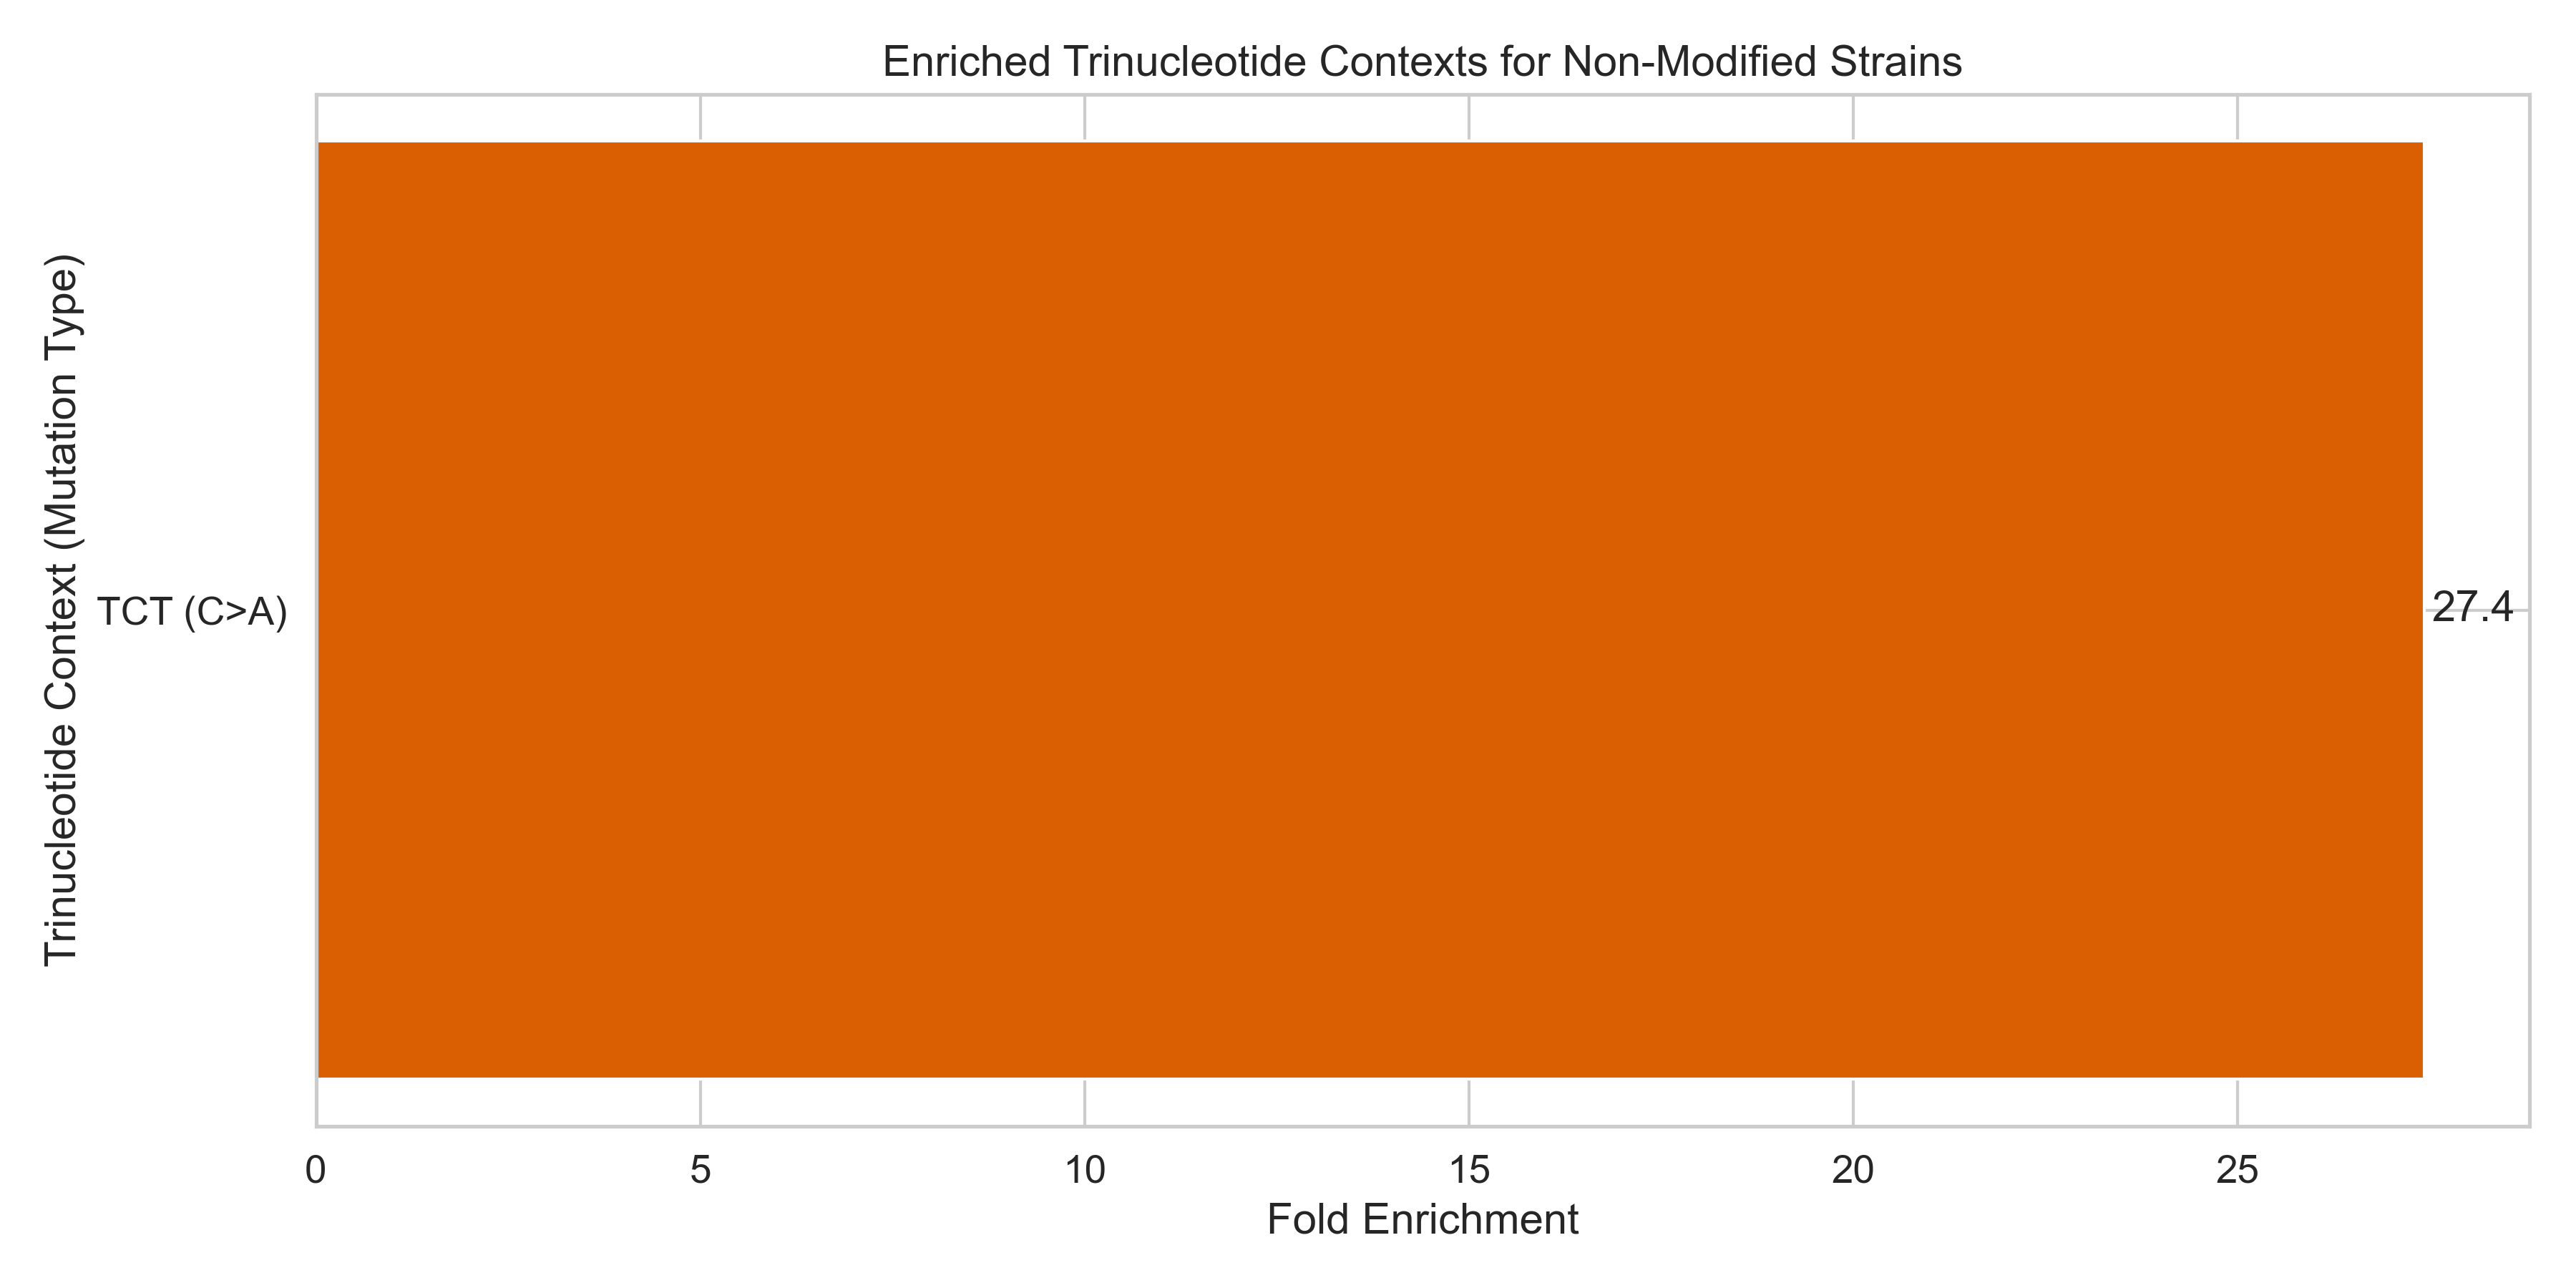 Enriched Trinucleotide Contexts for Non-Modified Strains
Trinucleotide Context (Mutation Type)
TCT (C>A)
27.4
0 5 10 15 20 25
Fold Enrichment